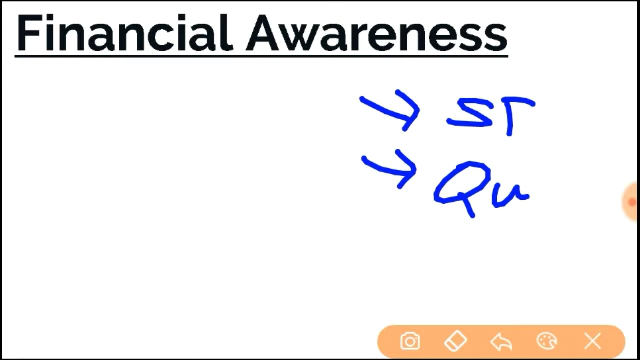 Financial Awareness
→ ST
→ Qu